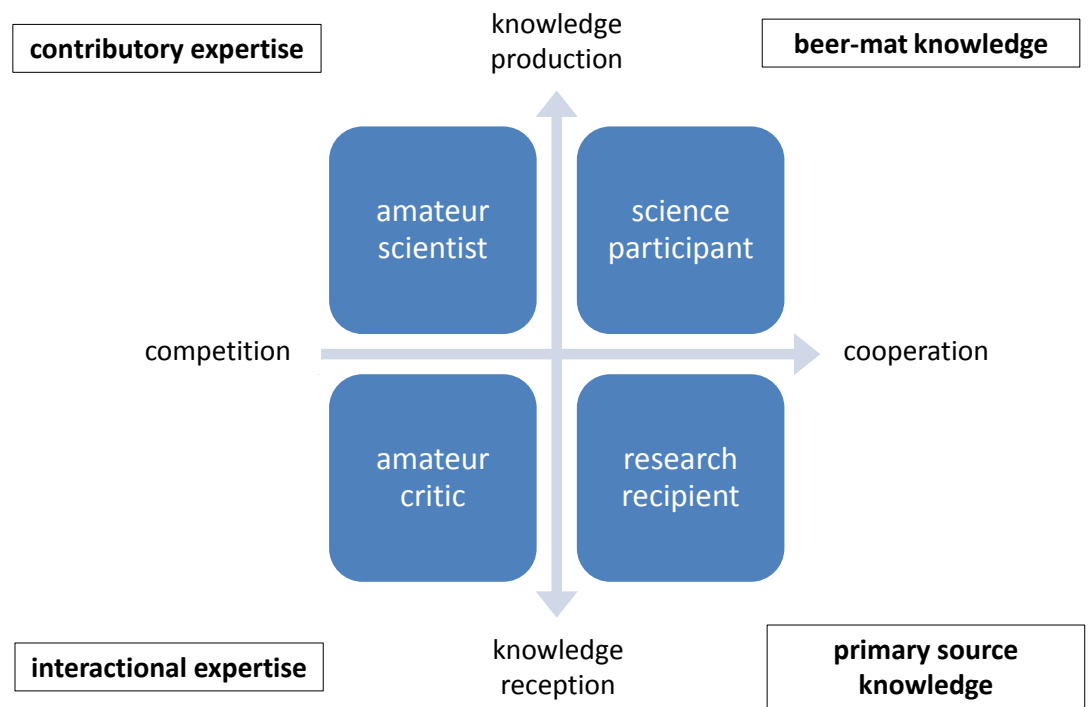 contributory expertise
knowledge
production
beer-mat knowledge
amateur
scientist
science
participant
competition
cooperation
amateur
critic
research
recipient
interactional expertise
knowledge
reception
primary source
knowledge